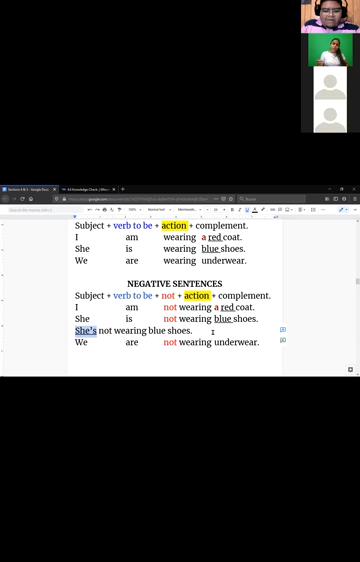 Subject + verb to be + action + complement.
I am wearing a red coat.
She is wearing blue shoes.
We are wearing underwear.
NEGATIVE SENTENCES
Subject + verb to be + not + action + complement.
I am not wearing a red coat.
She is not wearing blue shoes.
She's not wearing blue shoes.
We are not wearing underwear.